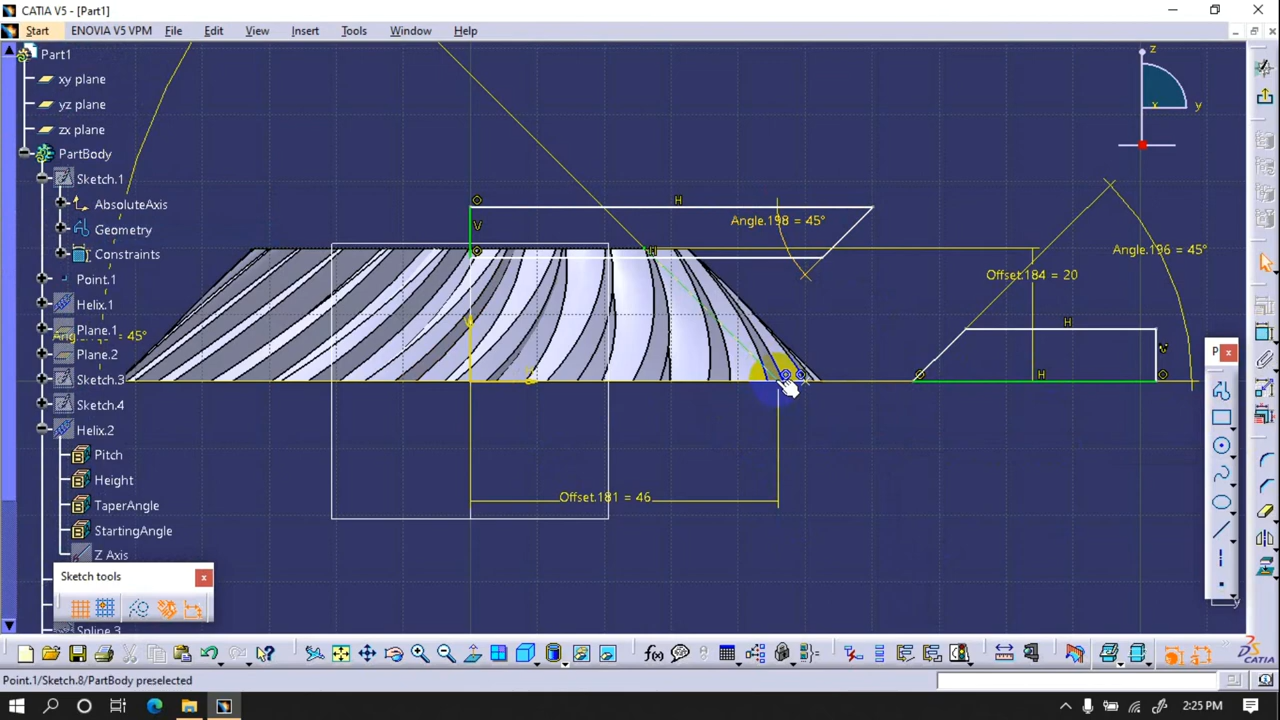 CATIA V5 - [Part1]
Start ENOVIA V5 VPM File Edit View Insert Tools Window Help
Part1
xy plane
yz plane
zx plane
PartBody
Sketch.1
AbsoluteAxis
Geometry
Constraints
Point.1
Helix.1
Plane.1
Plane.2
Sketch.3
Sketch.4
Helix.2
Pitch
Height
TaperAngle
StartingAngle
Z Axis
Spline.3
z
x
y
Angle.198 = 45°
Angle.196 = 45°
Offset.184 = 20
= 45°
Offset.181 = 46
H
V
H
H
H
V
Sketch tools
P
f(x)
CATIA
Point.1/Sketch.8/PartBody preselected
2:25 PM